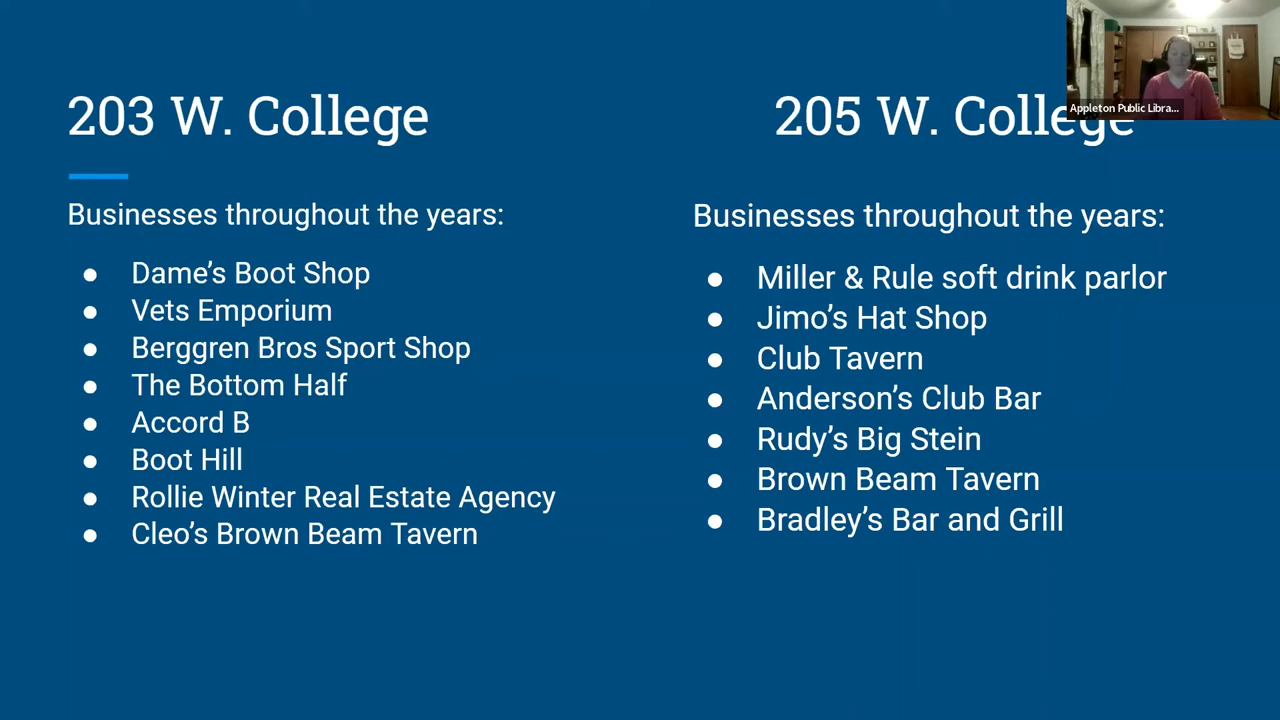 203 W. College
Businesses throughout the years:
● Dame's Boot Shop
● Vets Emporium
● Berggren Bros Sport Shop
● The Bottom Half
● Accord B
● Boot Hill
● Rollie Winter Real Estate Agency
● Cleo's Brown Beam Tavern
205 W. College
Businesses throughout the years:
● Miller & Rule soft drink parlor
● Jimo's Hat Shop
● Club Tavern
● Anderson's Club Bar
● Rudy's Big Stein
● Brown Beam Tavern
● Bradley's Bar and Grill
Appleton Public Libra...